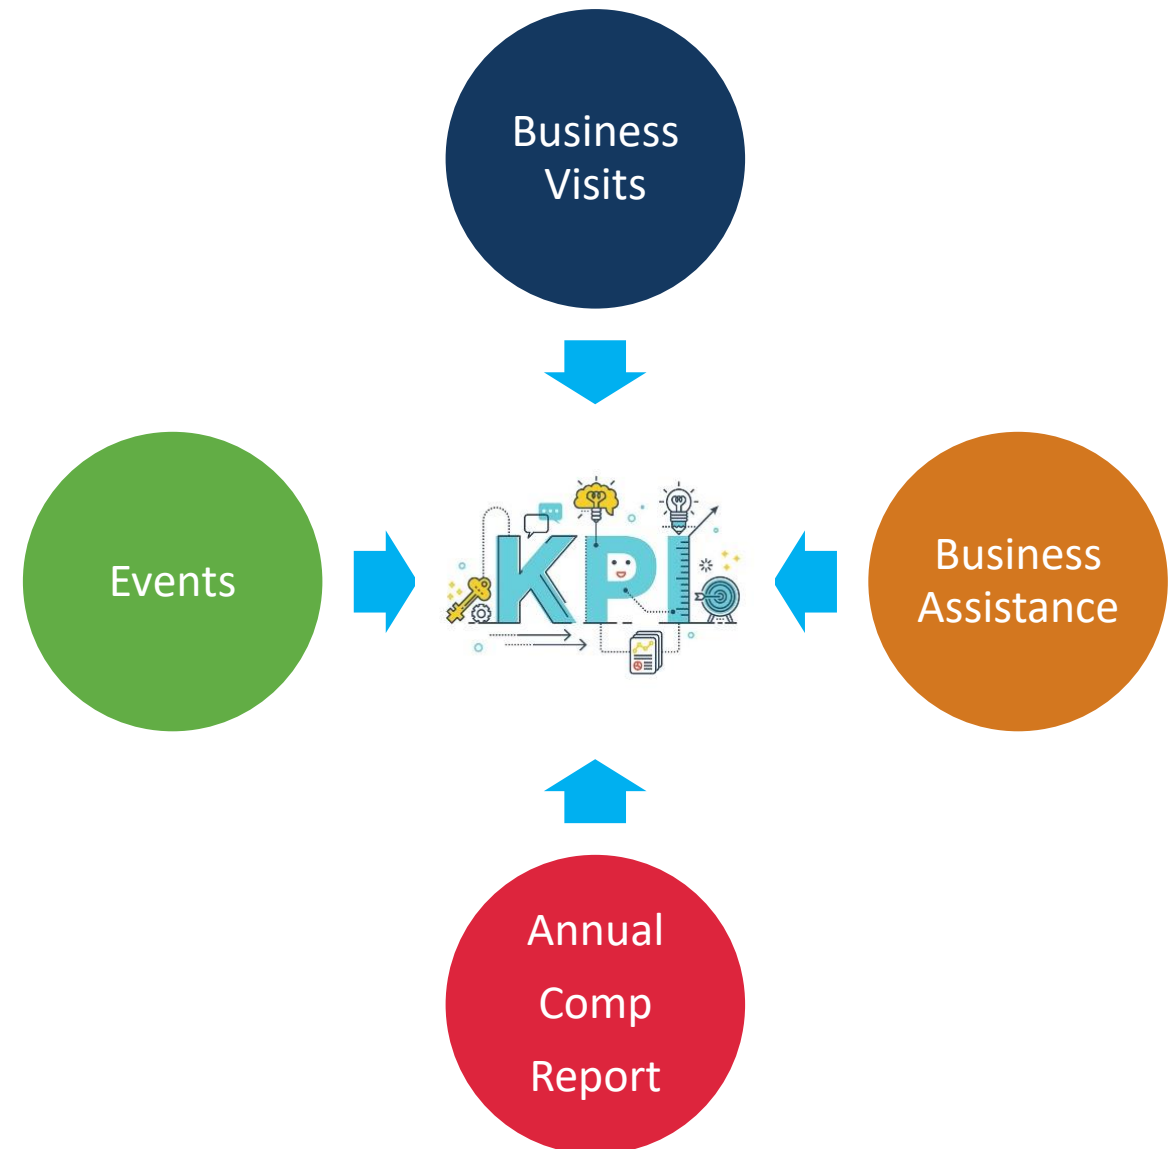 Business
Visits
Events
KPI
Business
Assistance
Annual
Comp
Report